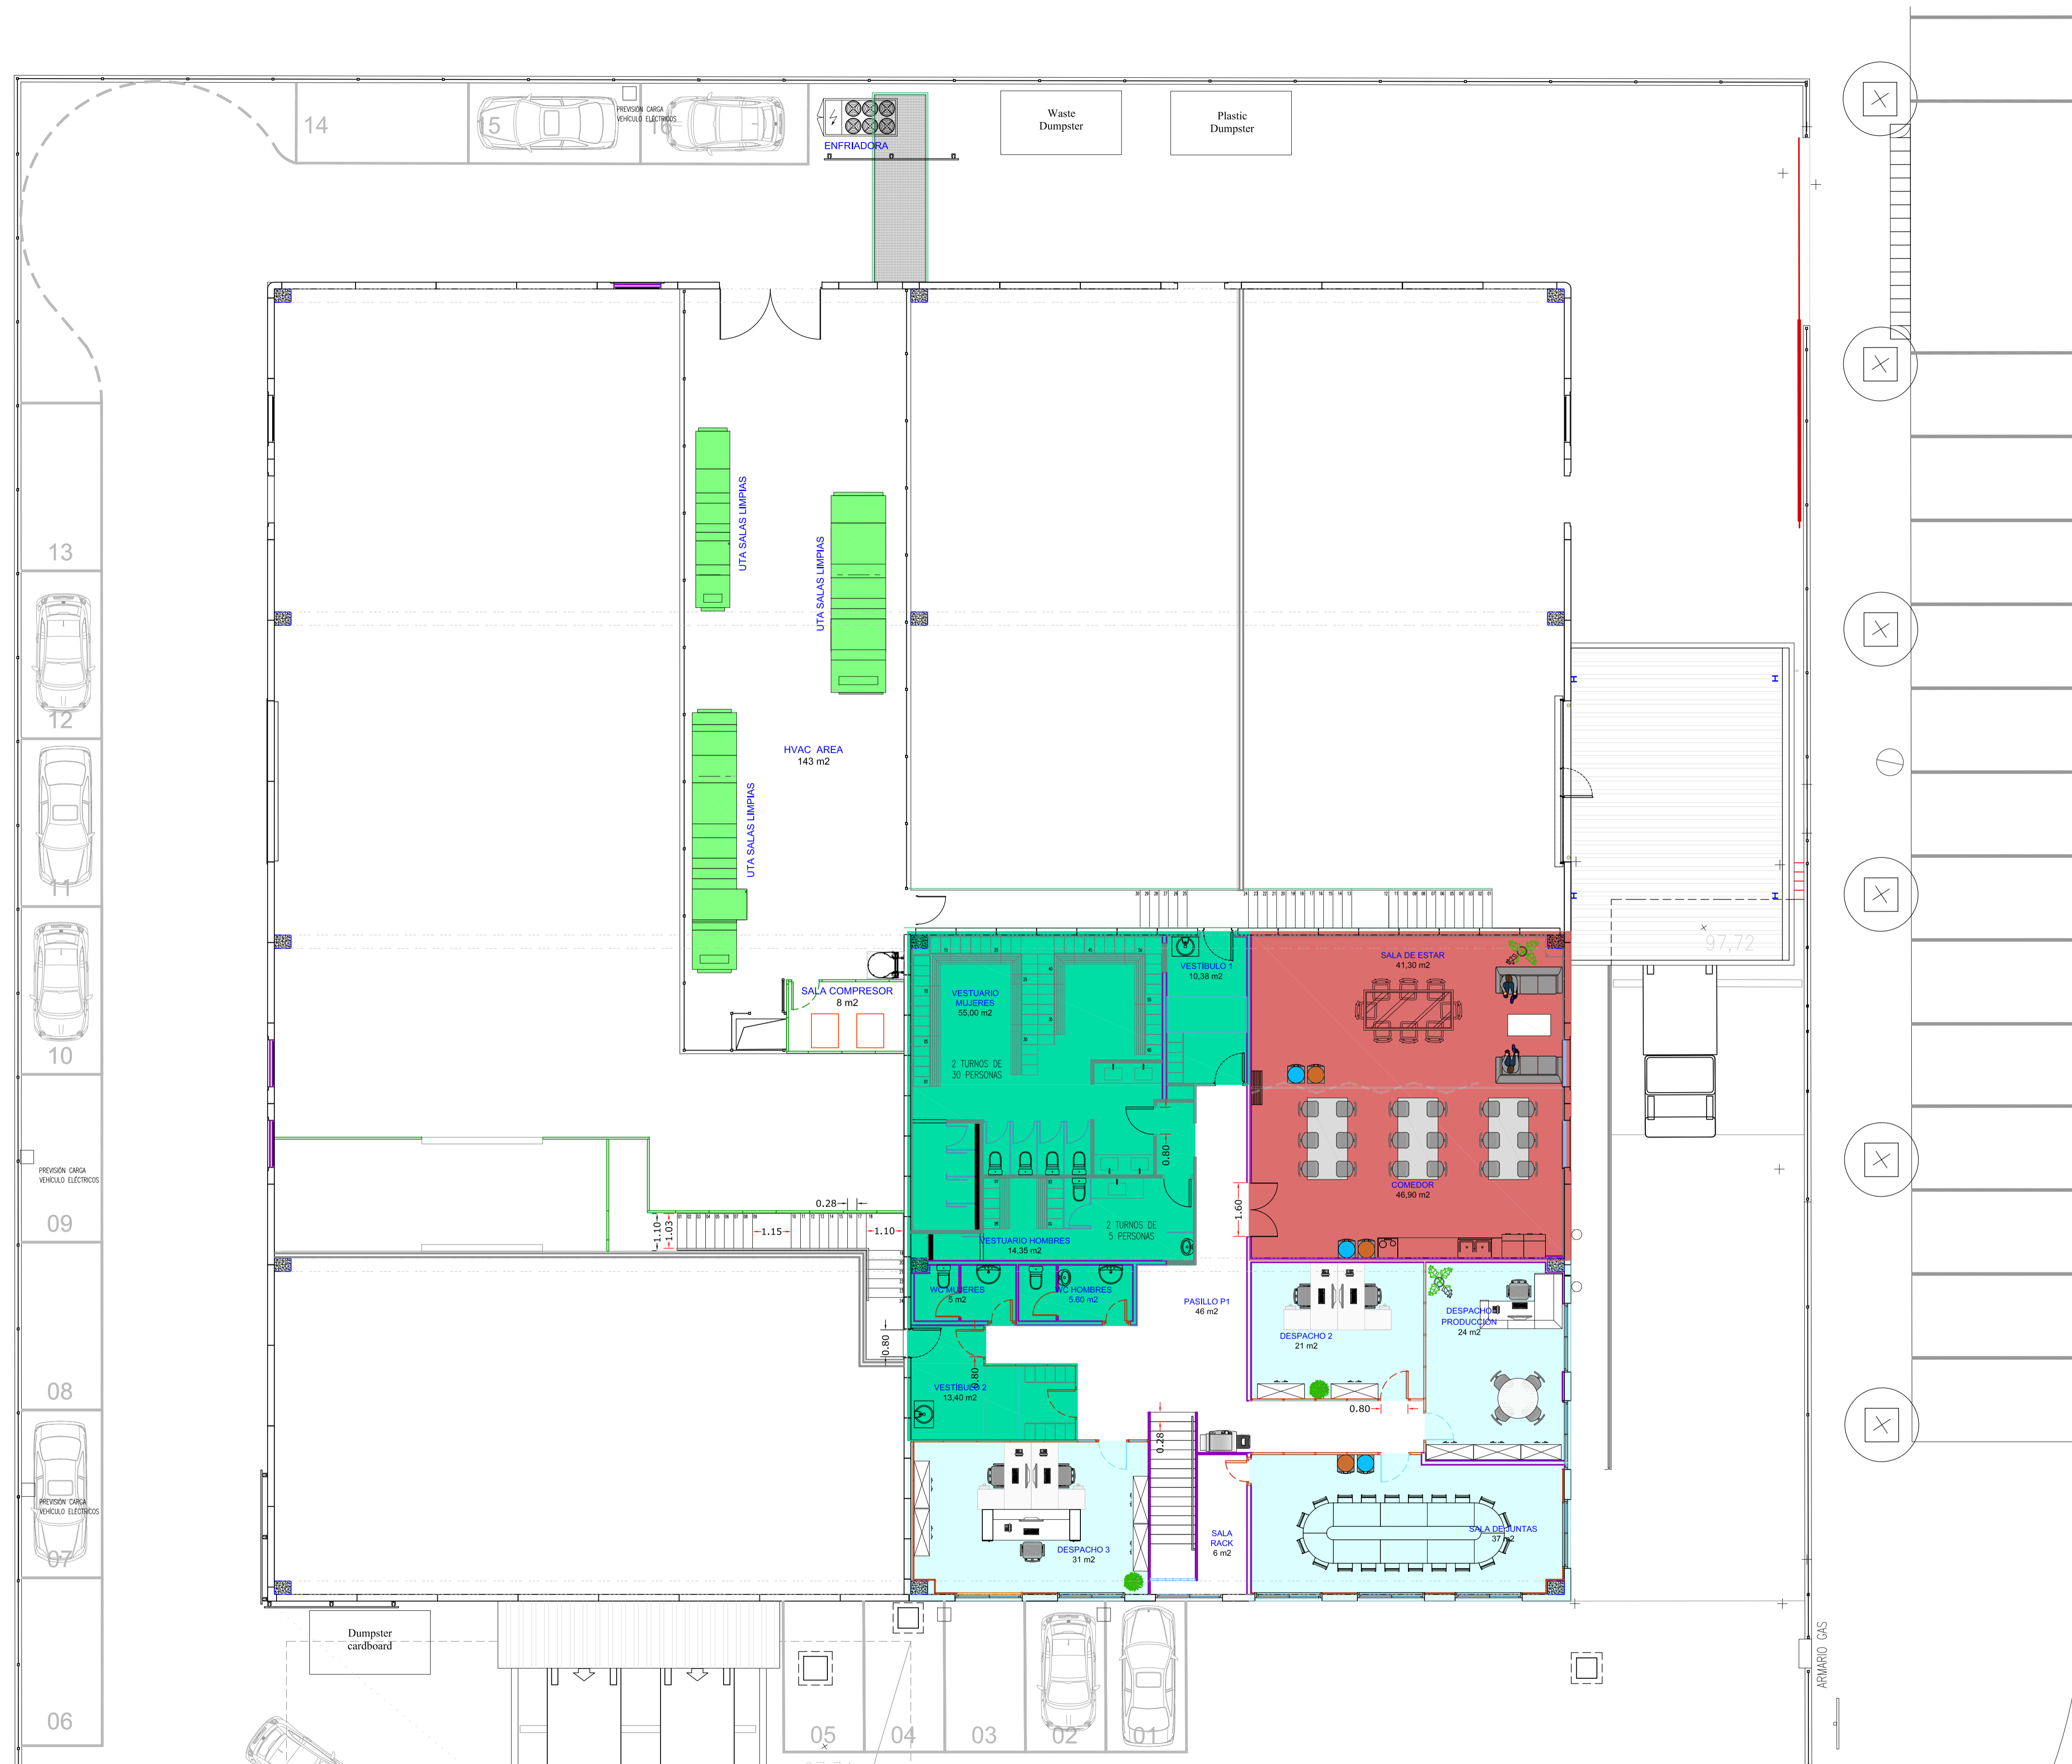 14
15
PREVISIÓN CARGA
VEHÍCULO ELÉCTRICOS
16
ENFRIADORA
Waste
Dumpster
Plastic
Dumpster
13
12
11
10
PREVISIÓN CARGA
VEHÍCULO ELÉCTRICOS
09
08
PREVISIÓN CARGA
VEHÍCULO ELÉCTRICOS
07
06
UTA SALAS LIMPIAS
UTA SALAS LIMPIAS
UTA SALAS LIMPIAS
HVAC AREA
143 m2
SALA COMPRESOR
8 m2
97,72
VESTUARIO
MUJERES
55,00 m2
2 TURNOS DE
30 PERSONAS
VESTÍBULO 1
10,38 m2
SALA DE ESTAR
41,30 m2
COMEDOR
46,90 m2
0.80
1.60
0.28
1.10
1.03
1.15
1.10
2 TURNOS DE
5 PERSONAS
VESTUARIO HOMBRES
14,35 m2
WC MUJERES
5 m2
WC HOMBRES
5.60 m2
PASILLO P1
46 m2
DESPACHO 2
21 m2
DESPACHO
PRODUCCIÓN
24 m2
0.80
0.80
VESTÍBULO 2
13,40 m2
0.80
0.28
DESPACHO 3
31 m2
SALA
RACK
6 m2
SALA DE JUNTAS
37 m2
Dumpster
cardboard
05
04
03
02
01
ARMARIO GAS